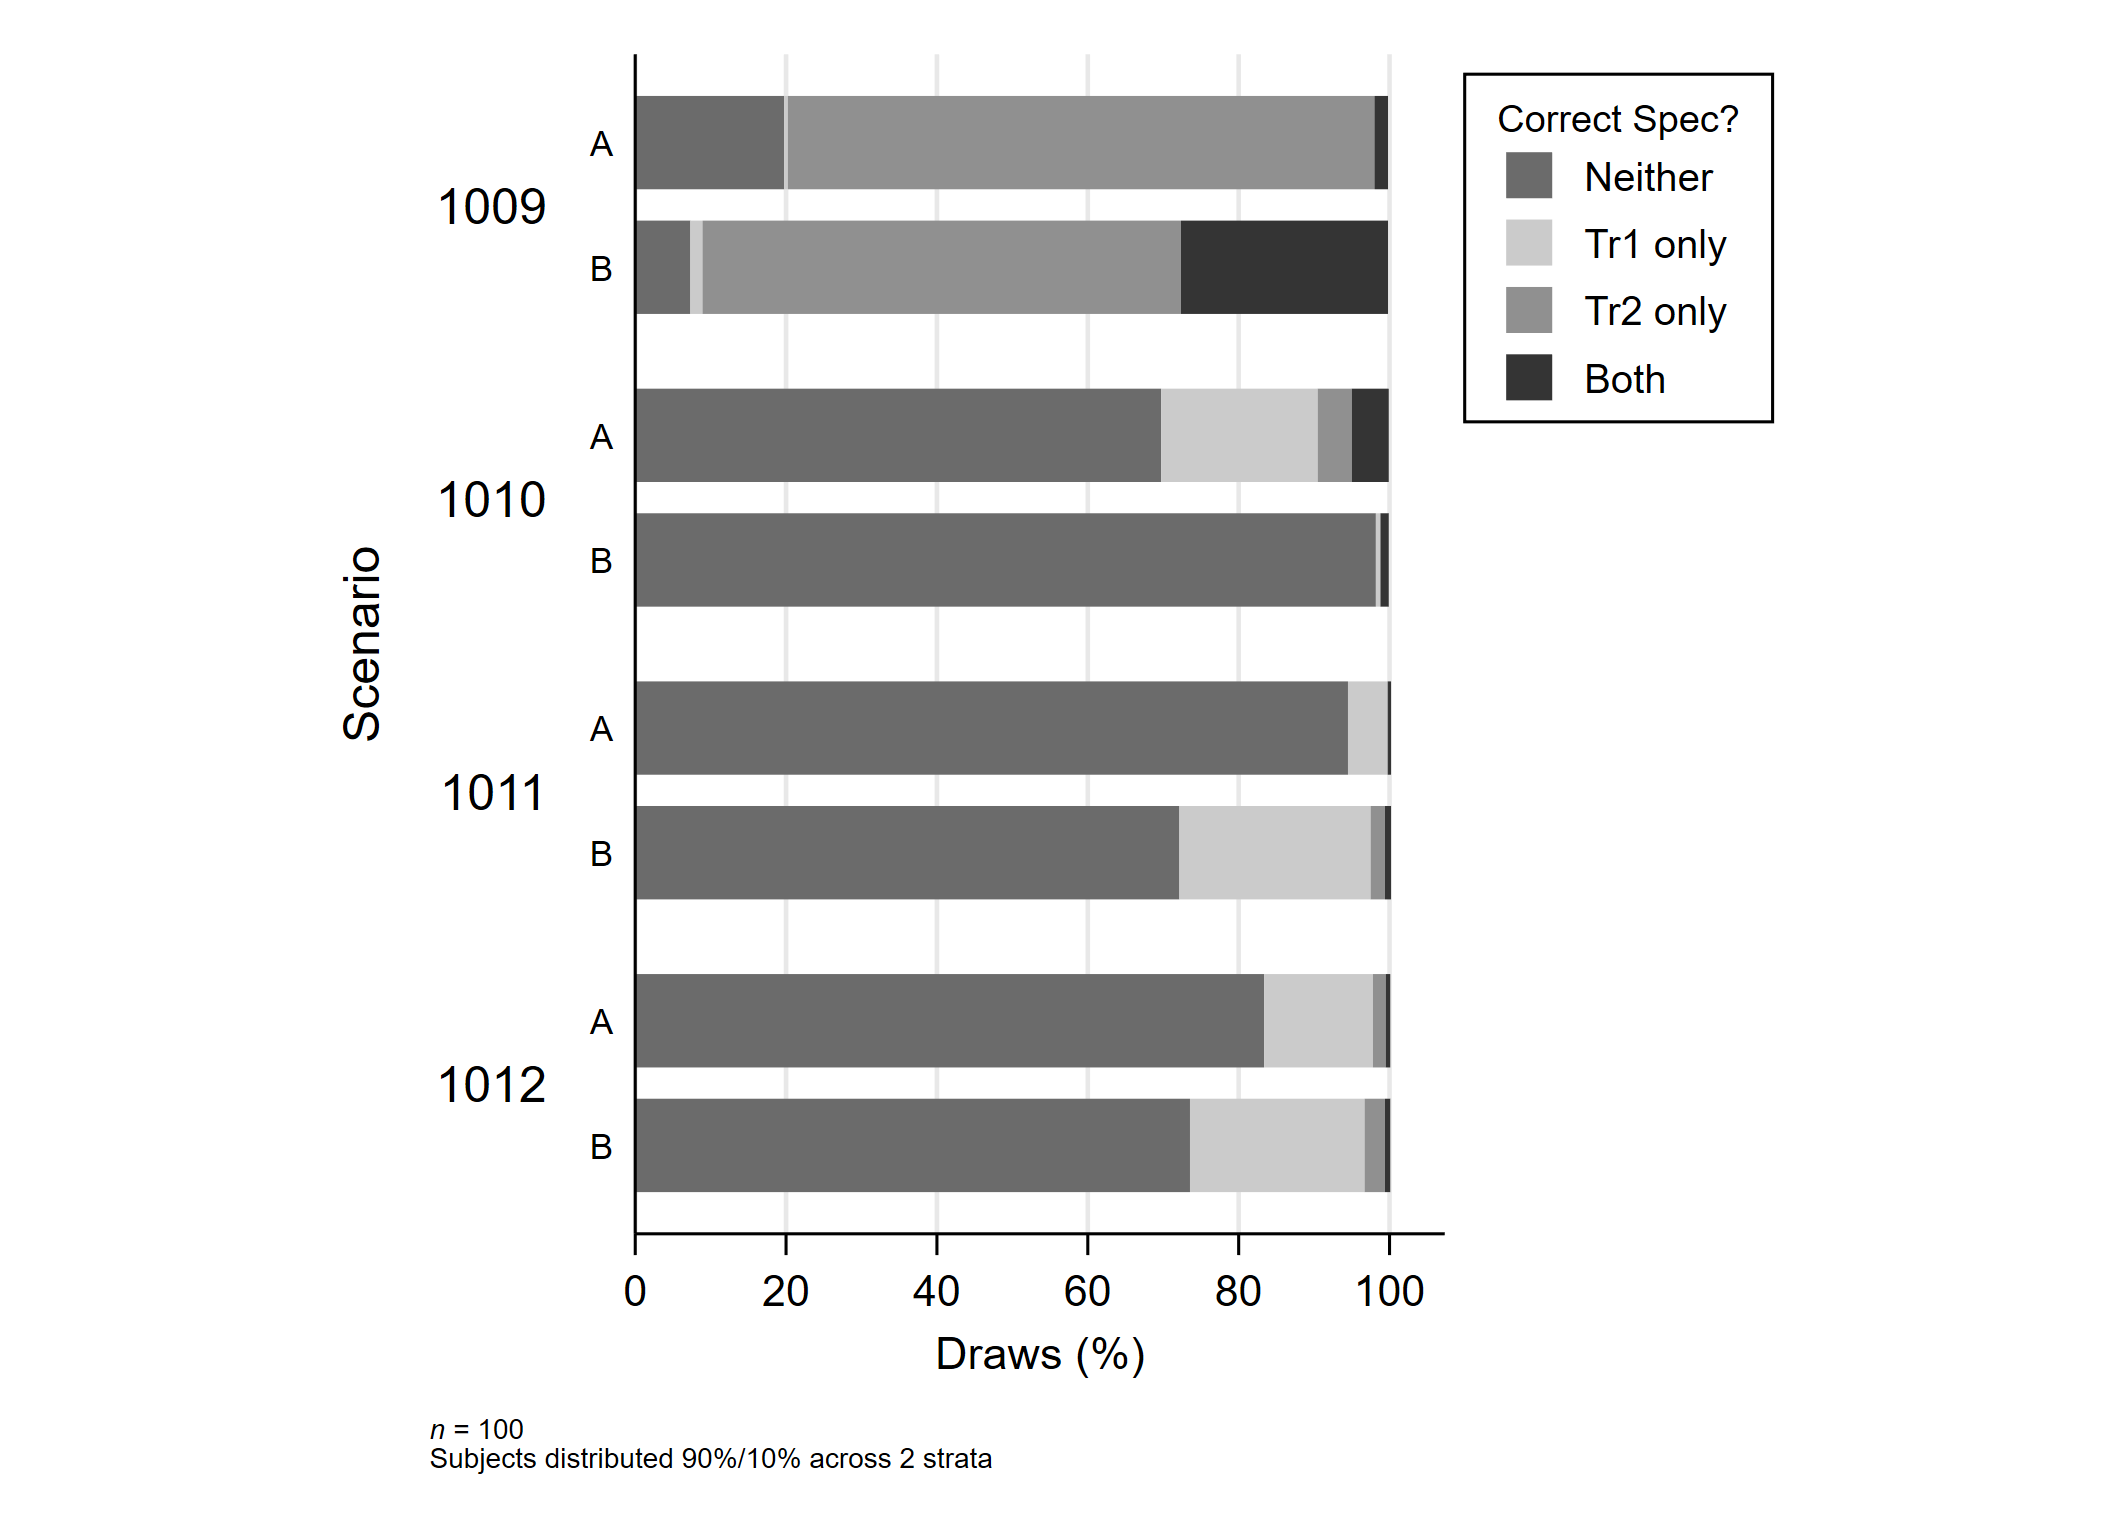 Correct Spec?
Neither
Tr1 only
Tr2 only
Both
Scenario
1009
A
B
1010
A
B
1011
A
B
1012
A
B
0 20 40 60 80 100
Draws (%)
n = 100
Subjects distributed 90%/10% across 2 strata